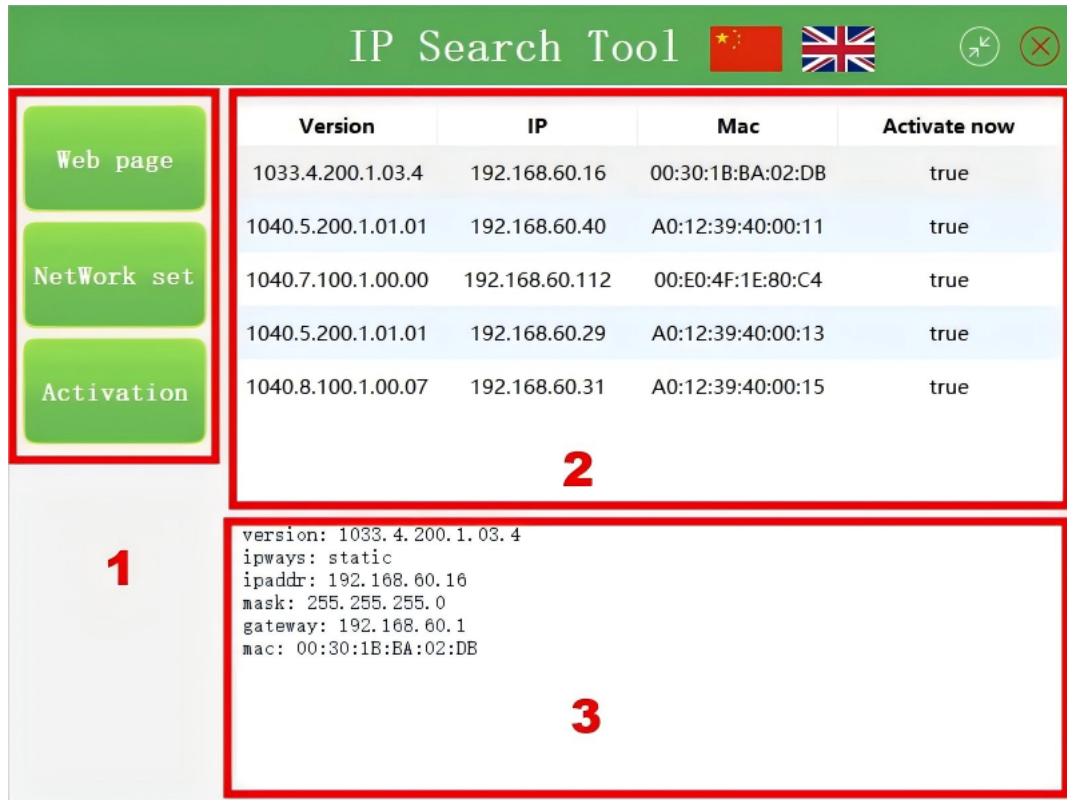 IP Search Tool
Web page
NetWork set
Activation
Version IP Mac Activate now
1033.4.200.1.03.4 192.168.60.16 00:30:1B:BA:02:DB true
1040.5.200.1.01.01 192.168.60.40 A0:12:39:40:00:11 true
1040.7.100.1.00.00 192.168.60.112 00:E0:4F:1E:80:C4 true
1040.5.200.1.01.01 192.168.60.29 A0:12:39:40:00:13 true
1040.8.100.1.00.07 192.168.60.31 A0:12:39:40:00:15 true
2
1
version: 1033.4.200.1.03.4
ipways: static
ipaddr: 192.168.60.16
mask: 255.255.255.0
gateway: 192.168.60.1
mac: 00:30:1B:BA:02:DB
3